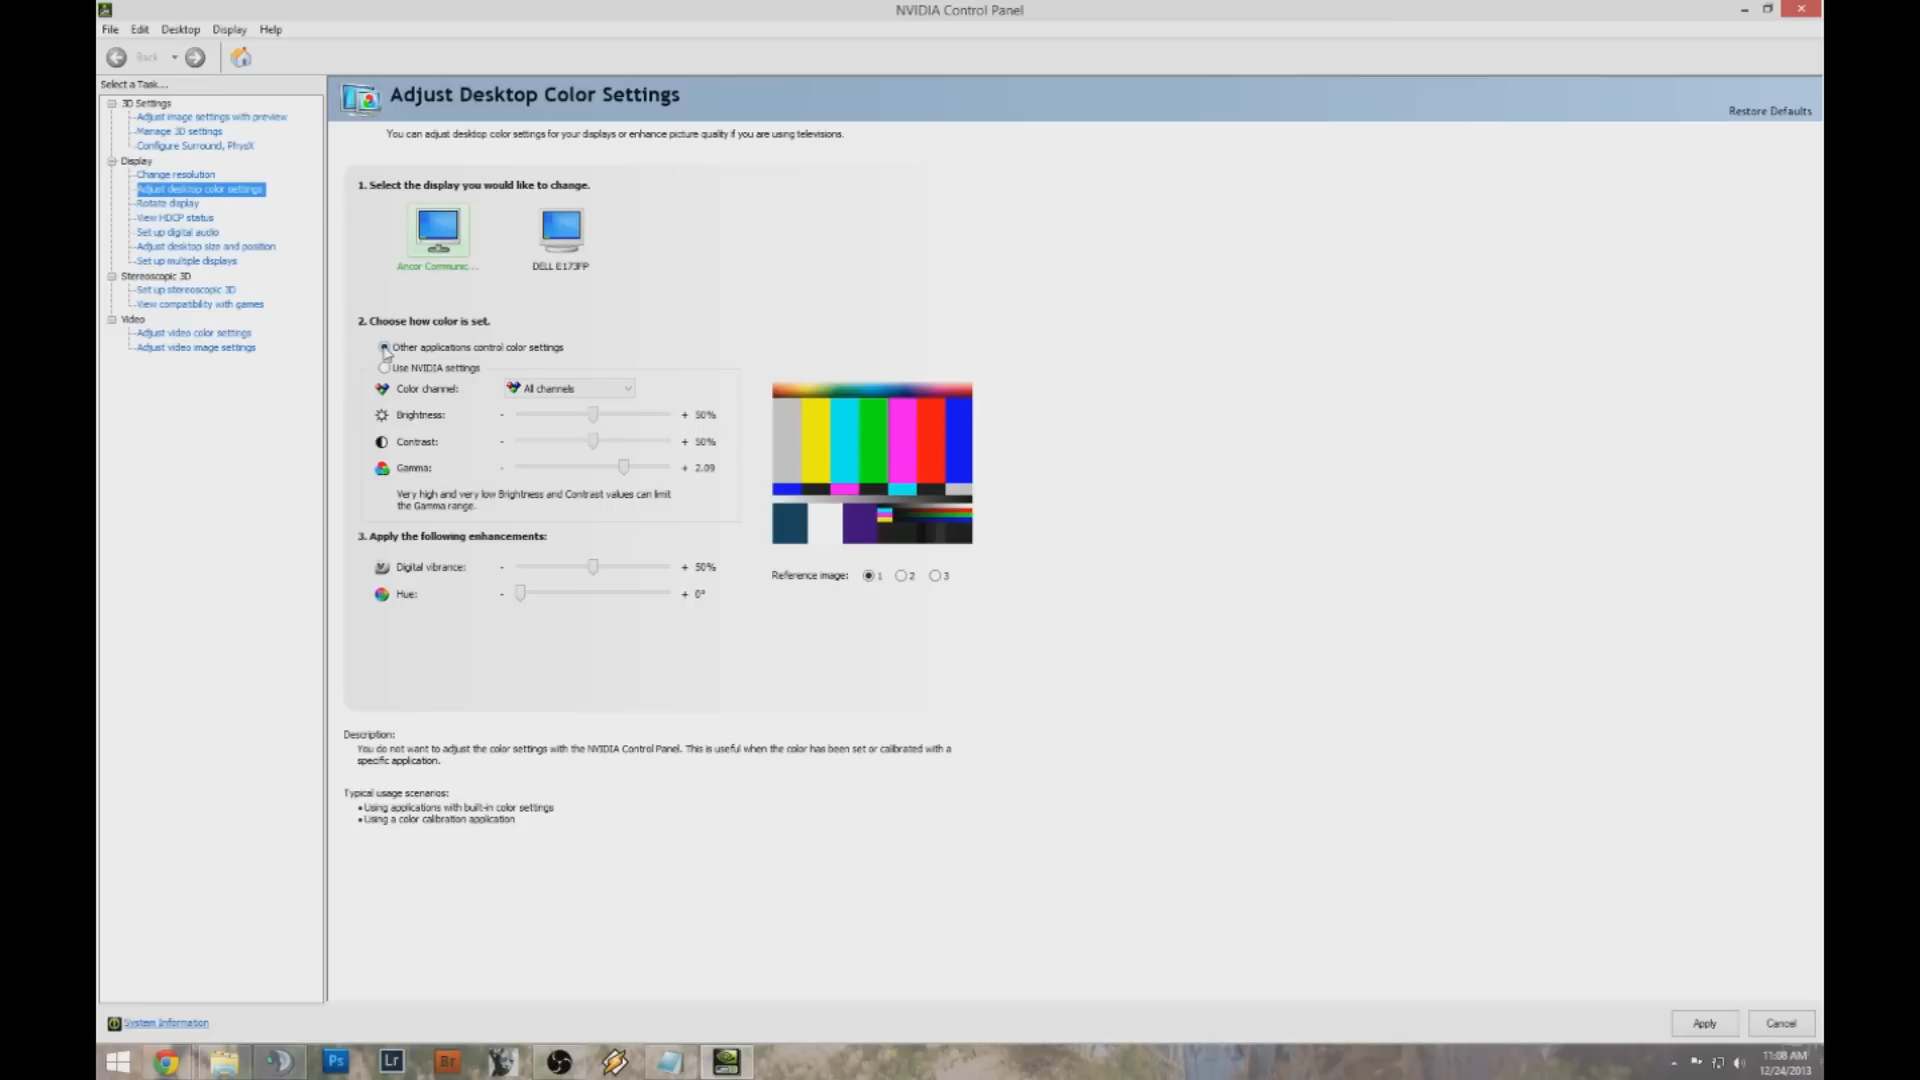 NVIDIA Control Panel
File Edit Desktop Display Help
Back
Select a Task...
3D Settings
Adjust image settings with preview
Manage 3D settings
Configure Surround, PhysX
Display
Change resolution
Adjust desktop color settings
Rotate display
View HDCP status
Set up digital audio
Adjust desktop size and position
Set up multiple displays
Stereoscopic 3D
Set up stereoscopic 3D
View compatibility with games
Video
Adjust video color settings
Adjust video image settings
System Information
Adjust Desktop Color Settings
Restore Defaults
You can adjust desktop color settings for your displays or enhance picture quality if you are using televisions.
1. Select the display you would like to change.
Ancor Communic... DELL E173FP
2. Choose how color is set.
Other applications control color settings
Use NVIDIA settings
Color channel: All channels
Brightness: - + 50%
Contrast: - + 50%
Gamma: - + 2.09
Very high and very low Brightness and Contrast values can limit
the Gamma range.
3. Apply the following enhancements:
Digital vibrance: - + 50%
Hue: - + 0°
Reference image: 1 2 3
Description:
You do not want to adjust the color settings with the NVIDIA Control Panel. This is useful when the color has been set or calibrated with a
specific application.
Typical usage scenarios:
• Using applications with built-in color settings
• Using a color calibration application
Apply Cancel
Ps Lr Br
11:08 AM
12/24/2013